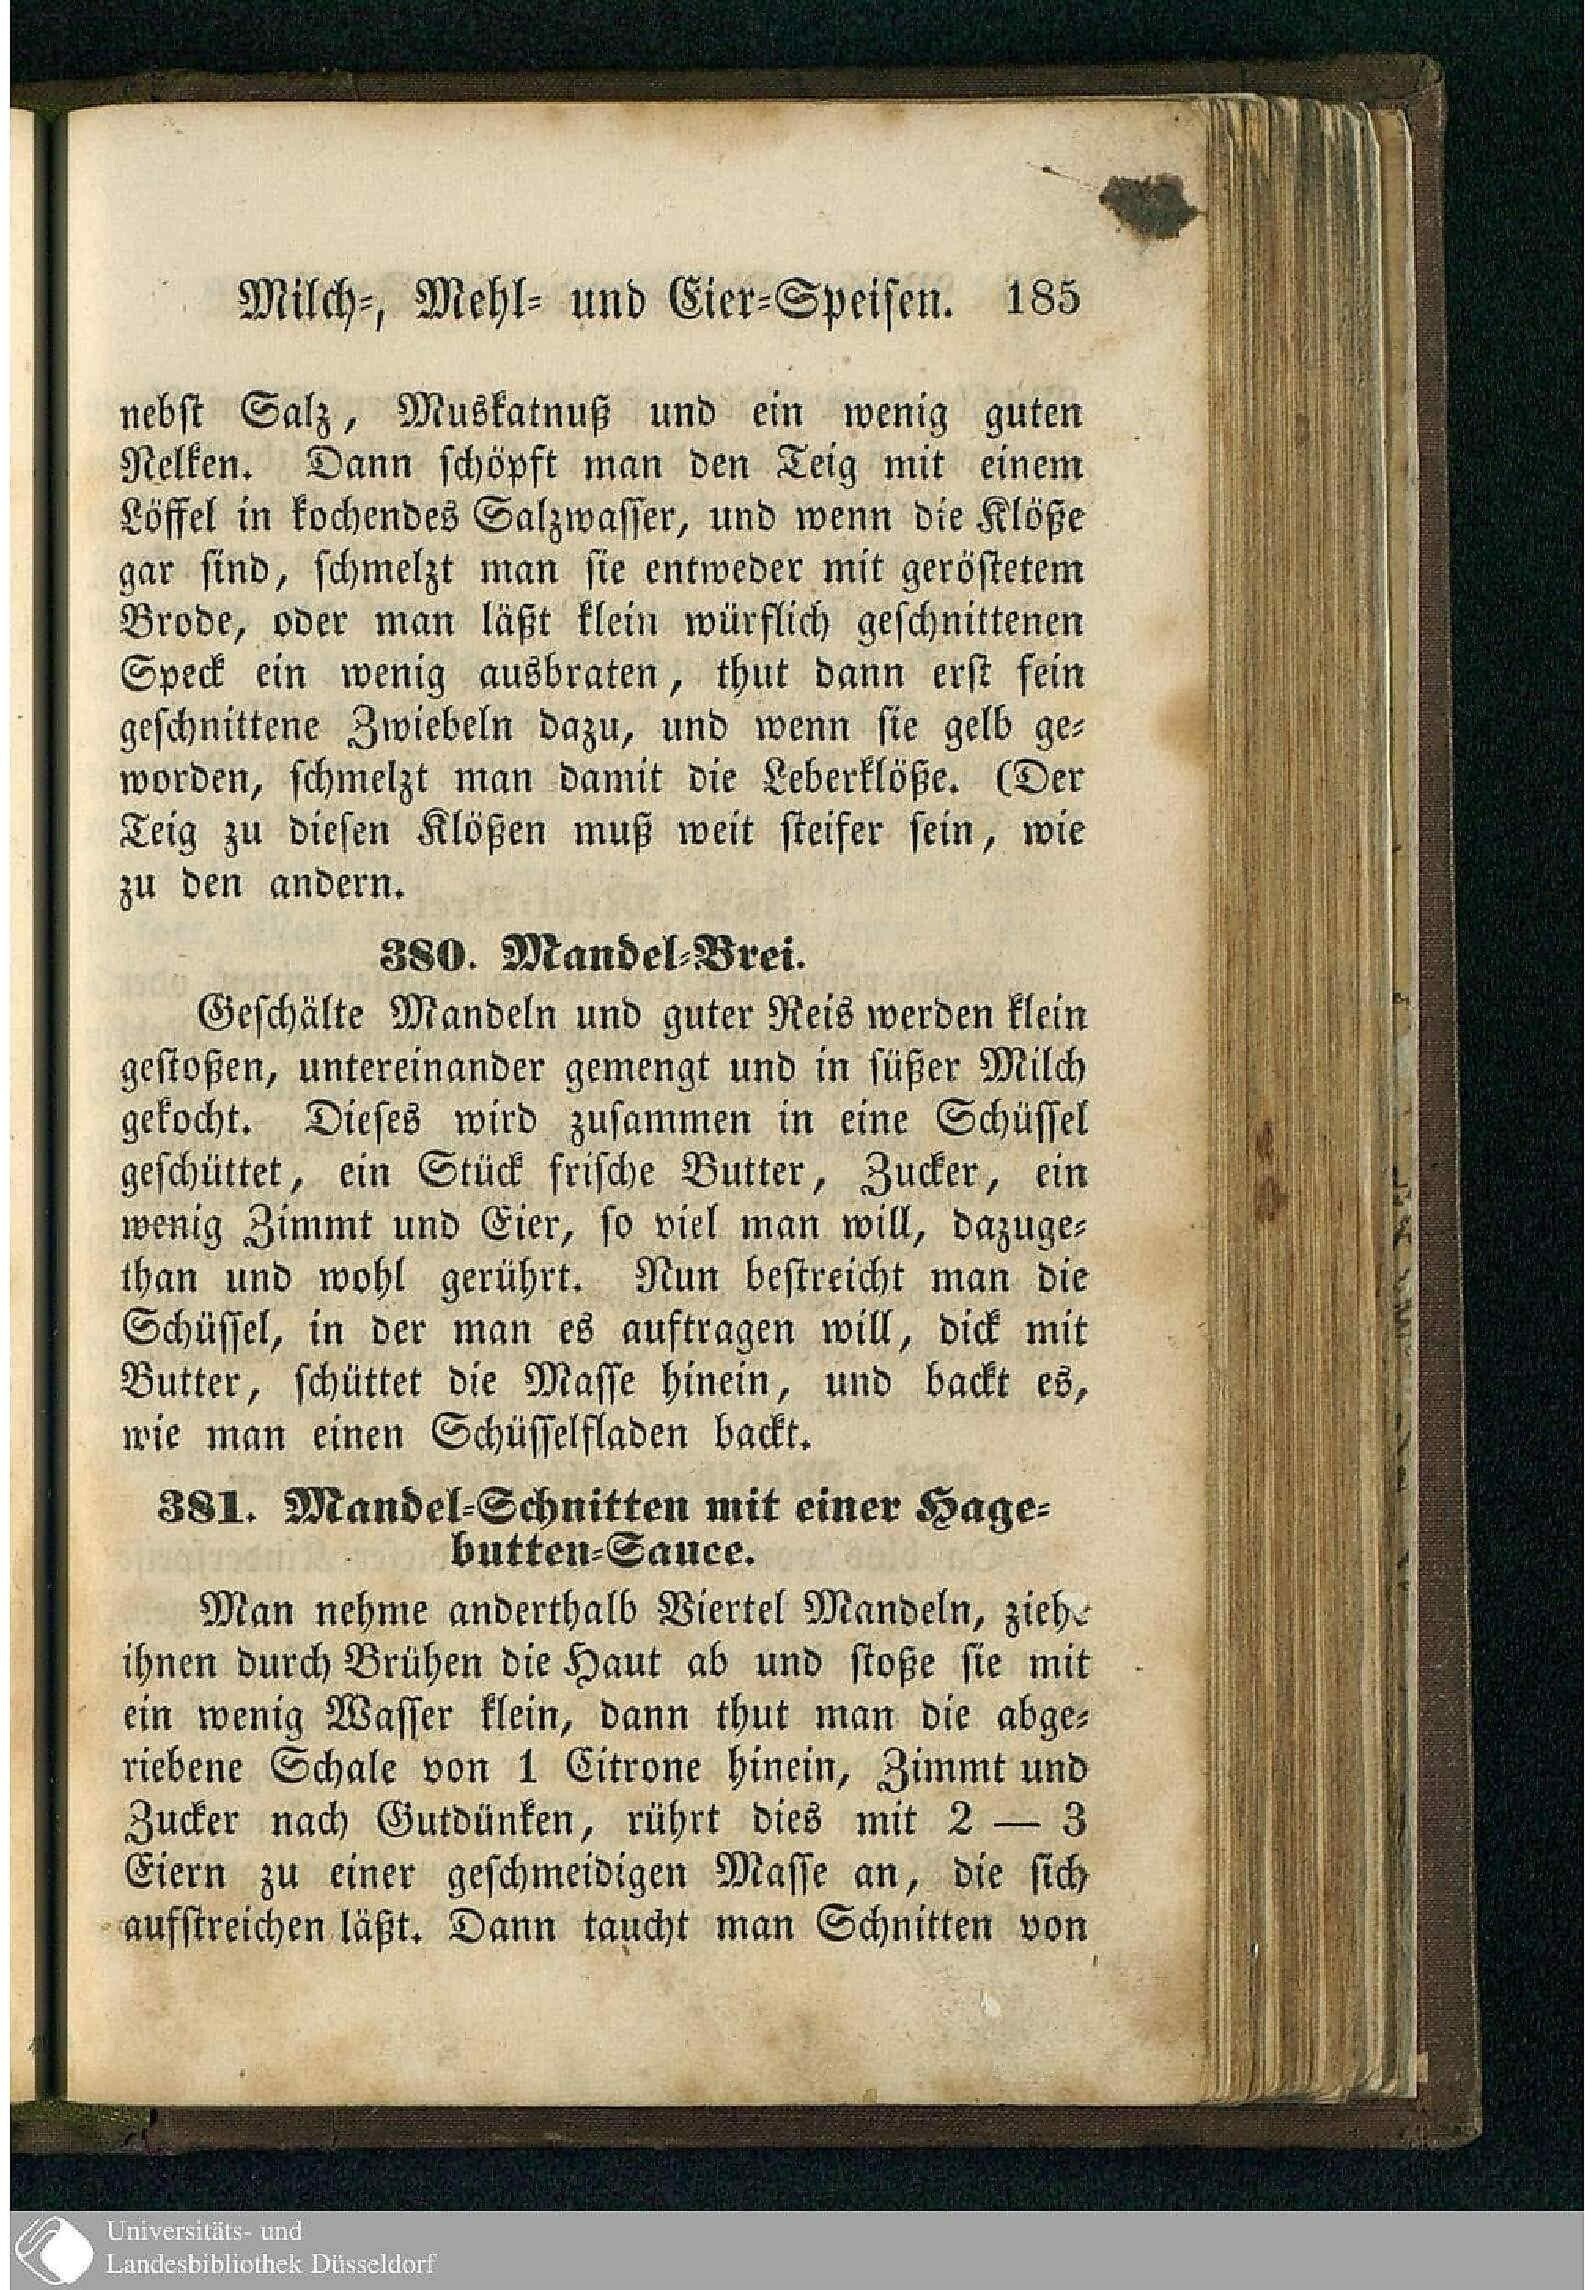 Milch-, Mehl- und Eier-Speisen. 185
nebst Salz, Muskatnuß und ein wenig guten
Nelken. Dann schöpft man den Teig mit einem
Löffel in kochendes Salzwasser, und wenn die Klöße
gar sind, schmelzt man sie entweder mit geröstetem
Brode, oder man läßt klein würflich geschnittenen
Speck ein wenig ausbraten, thut dann erst fein
geschnittene Zwiebeln dazu, und wenn sie gelb ge-
worden, schmelzt man damit die Leberklöße. (Der
Teig zu diesen Klößen muß weit steifer sein, wie
zu den andern.
380. Mandel-Brei.
Geschälte Mandeln und guter Reis werden klein
gestoßen, untereinander gemengt und in süßer Milch
gekocht. Dieses wird zusammen in eine Schüssel
geschüttet, ein Stück frische Butter, Zucker, ein
wenig Zimmt und Eier, so viel man will, dazuge-
than und wohl gerührt. Nun bestreicht man die
Schüssel, in der man es auftragen will, dick mit
Butter, schüttet die Masse hinein, und backt es,
wie man einen Schüsselfladen backt.
381. Mandel-Schnitten mit einer Hage-
butten-Sauce.
Man nehme anderthalb Viertel Mandeln, ziehe
ihnen durch Brühen die Haut ab und stoße sie mit
ein wenig Wasser klein, dann thut man die abge-
riebene Schale von 1 Citrone hinein, Zimmt und
Zucker nach Gutdünken, rührt dies mit 2 — 3
Eiern zu einer geschmeidigen Masse an, die sich
aufstreichen läßt. Dann taucht man Schnitten von
Universitäts- und
Landesbibliothek Düsseldorf